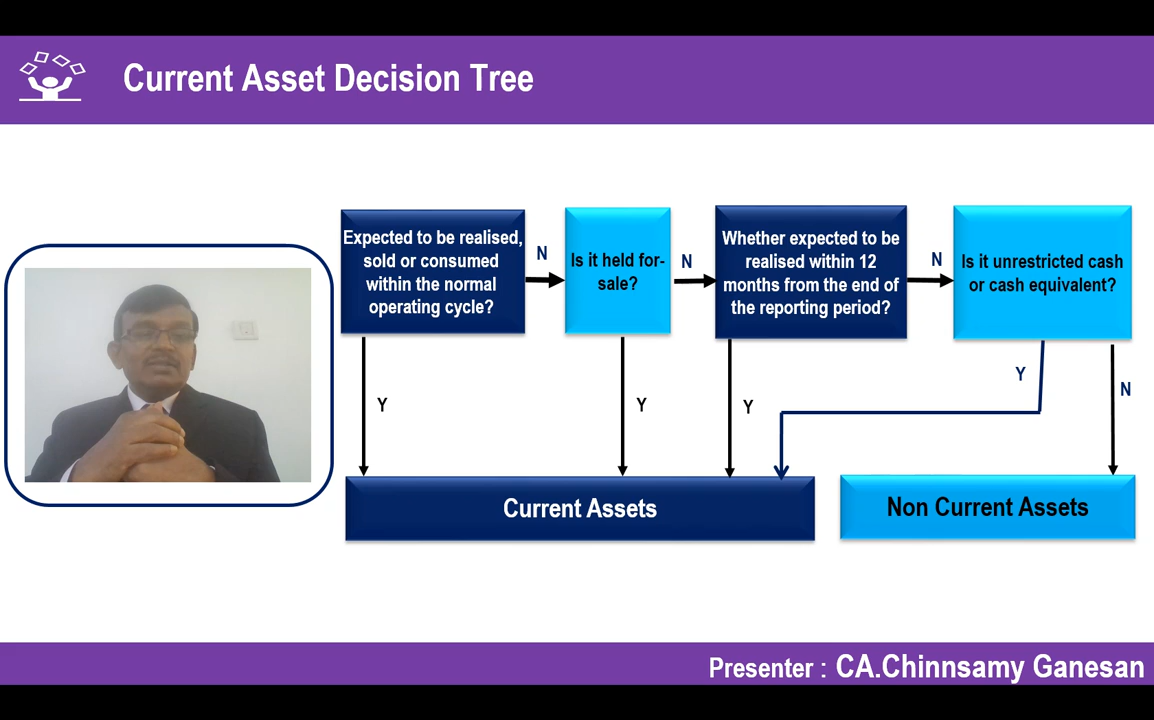 Current Asset Decision Tree
Expected to be realised,
sold or consumed
within the normal
operating cycle?
N
Is it held for-
sale?
N
Whether expected to be
realised within 12
months from the end of
the reporting period?
N
Is it unrestricted cash
or cash equivalent?
Y
Y
Y
Y
N
Current Assets
Non Current Assets
Presenter : CA.Chinnsamy Ganesan